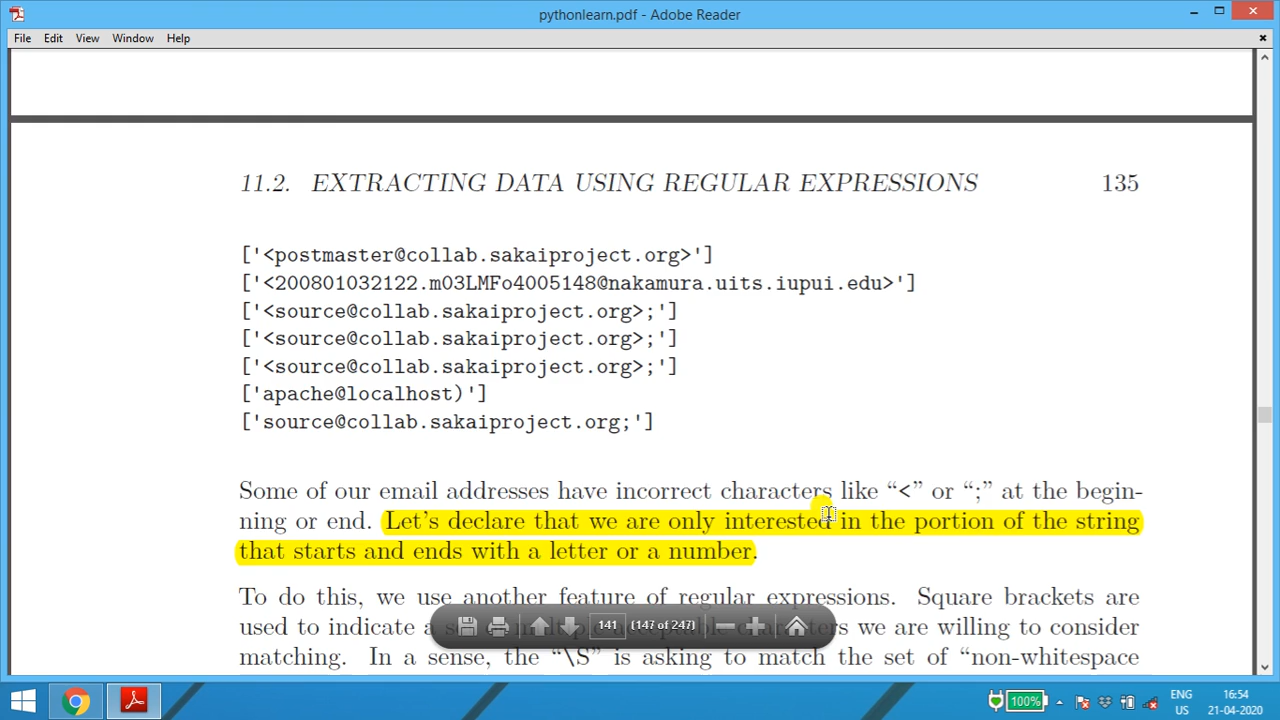 pythonlearn.pdf - Adobe Reader
File Edit View Window Help
11.2. EXTRACTING DATA USING REGULAR EXPRESSIONS 135
['<postmaster@collab.sakaiproject.org>']
['<200801032122.m03LMFo4005148@nakamura.uits.iupui.edu>']
['<source@collab.sakaiproject.org>;']
['<source@collab.sakaiproject.org>;']
['<source@collab.sakaiproject.org>;']
['apache@localhost)']
['source@collab.sakaiproject.org;']
Some of our email addresses have incorrect characters like “<” or “;” at the begin-
ning or end. Let’s declare that we are only interested in the portion of the string
that starts and ends with a letter or a number.
To do this, we use another feature of regular expressions. Square brackets are
used to indicate a characters we are willing to consider
matching. In a sense, the “\S” is asking to match the set of “non-whitespace
141 (147 of 247)
100%
ENG 16:54
US 21-04-2020